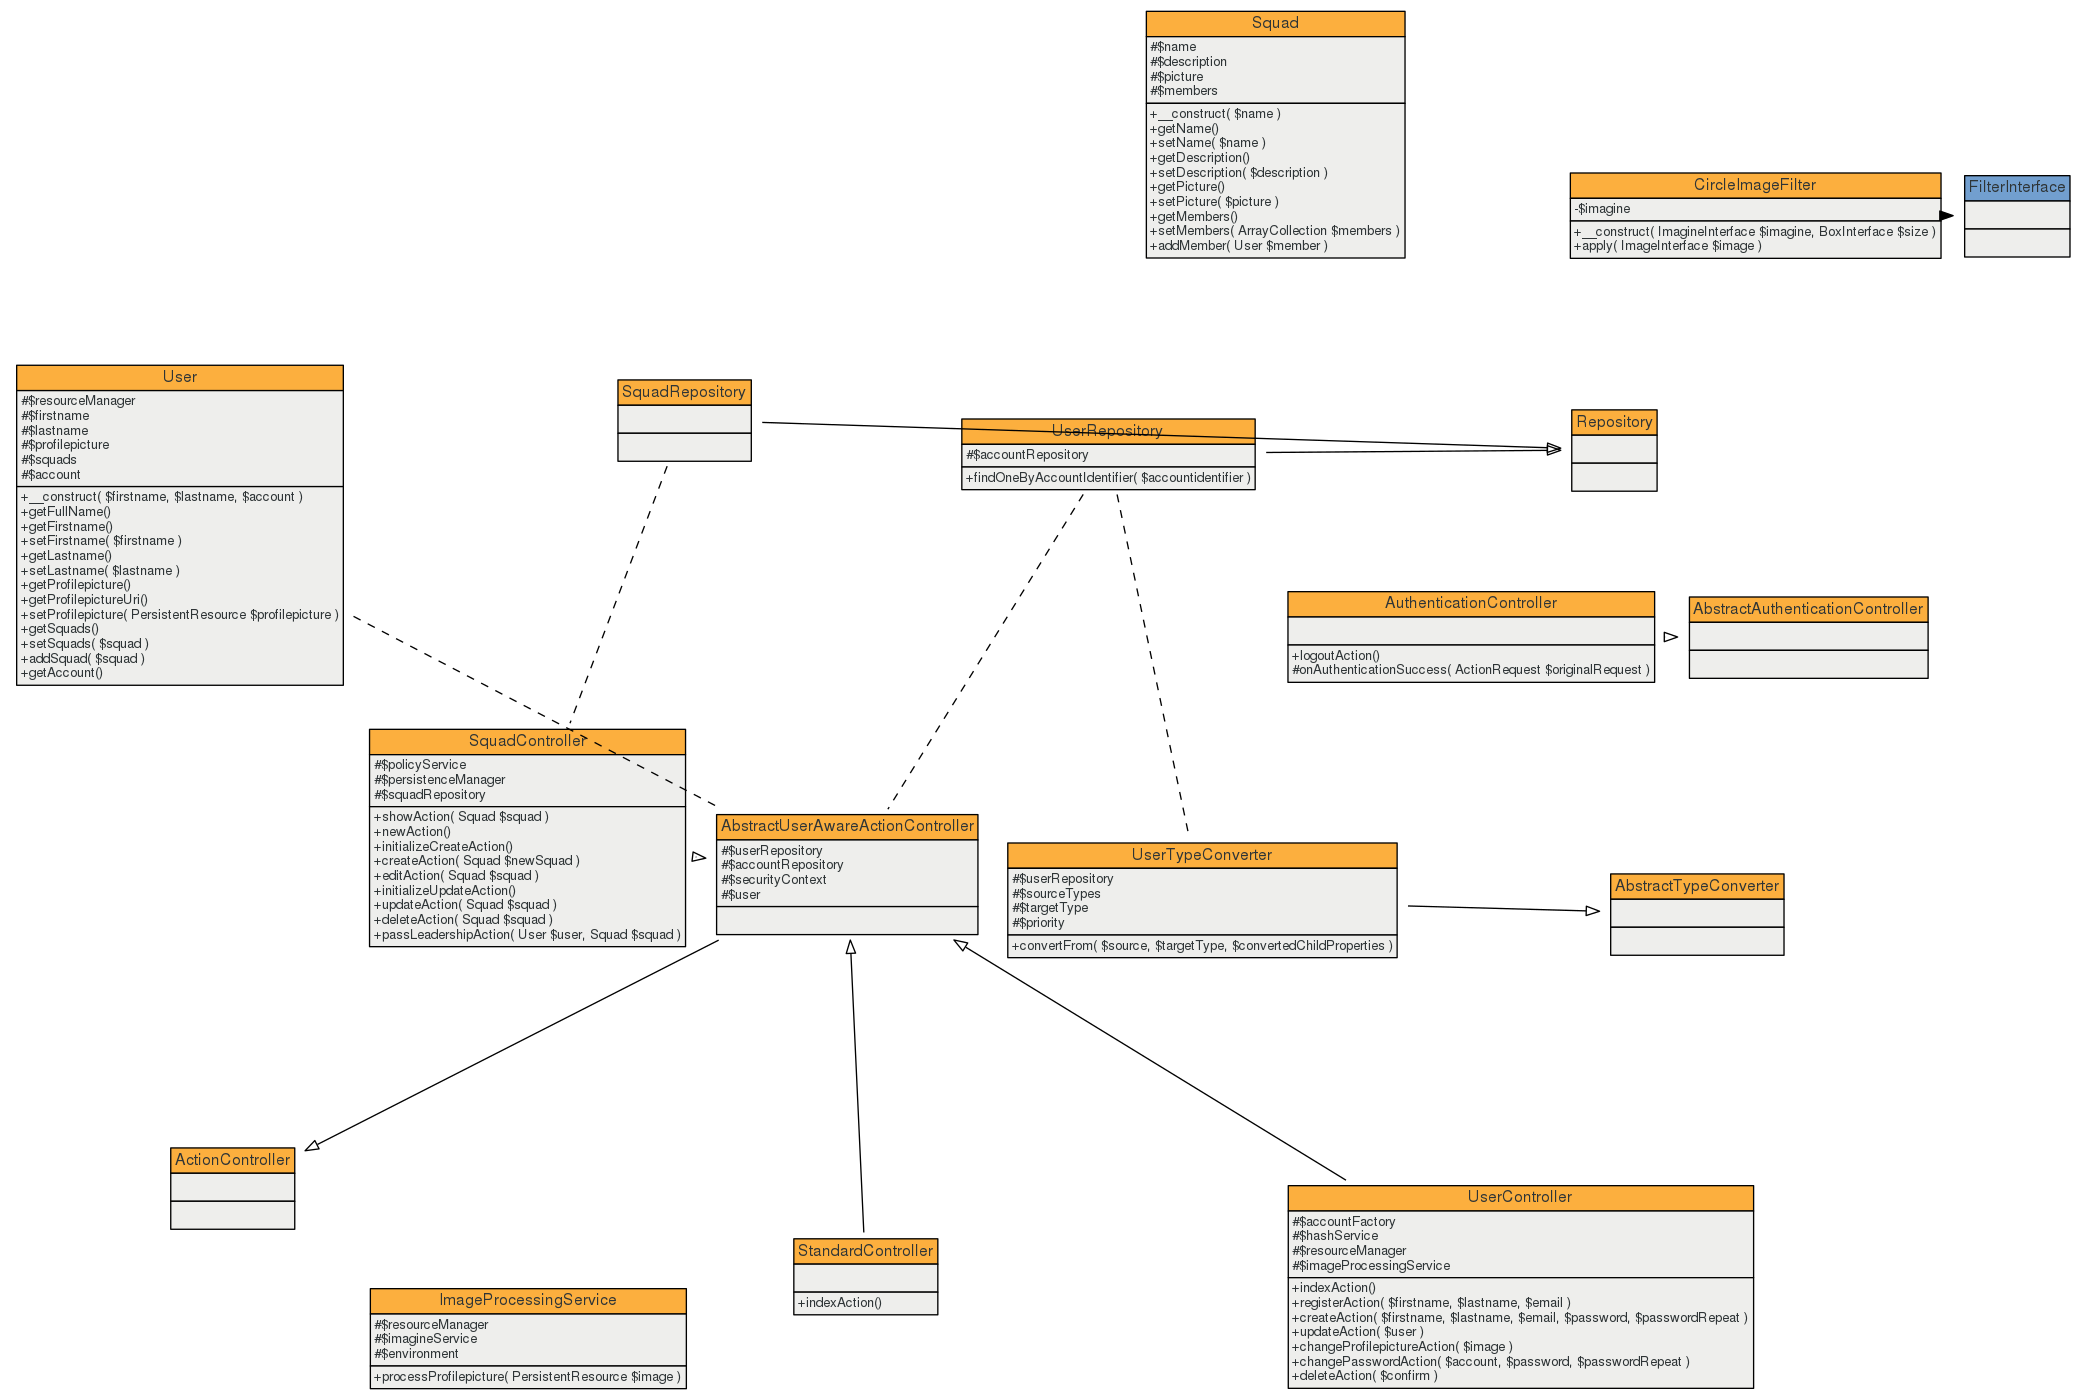 Squad
#$name
#$description
#$picture
#$members
+__construct( $name )
+getName()
+setName( $name )
+getDescription()
+setDescription( $description )
+getPicture()
+setPicture( $picture )
+getMembers()
+setMembers( ArrayCollection $members )
+addMember( User $member )
CircleImageFilter
-$imagine
+__construct( ImagineInterface $imagine, BoxInterface $size )
+apply( ImageInterface $image )
FilterInterface
User
#$resourceManager
#$firstname
#$lastname
#$profilepicture
#$squads
#$account
+__construct( $firstname, $lastname, $account )
+getFullName()
+getFirstname()
+setFirstname( $firstname )
+getLastname()
+setLastname( $lastname )
+getProfilepicture()
+getProfilepictureUri()
+setProfilepicture( PersistentResource $profilepicture )
+getSquads()
+setSquads( $squad )
+addSquad( $squad )
+getAccount()
SquadRepository
UserRepository
#$accountRepository
+findOneByAccountIdentifier( $accountidentifier )
Repository
AuthenticationController
+logoutAction()
#onAuthenticationSuccess( ActionRequest $originalRequest )
AbstractAuthenticationController
SquadController
#$policyService
#$persistenceManager
#$squadRepository
+showAction( Squad $squad )
+newAction()
+initializeCreateAction()
+createAction( Squad $newSquad )
+editAction( Squad $squad )
+initializeUpdateAction()
+updateAction( Squad $squad )
+deleteAction( Squad $squad )
+passLeadershipAction( User $user, Squad $squad )
AbstractUserAwareActionController
#$userRepository
#$accountRepository
#$securityContext
#$user
UserTypeConverter
#$userRepository
#$sourceTypes
#$targetType
#$priority
+convertFrom( $source, $targetType, $convertedChildProperties )
AbstractTypeConverter
ActionController
StandardController
+indexAction()
UserController
#$accountFactory
#$hashService
#$resourceManager
#$imageProcessingService
+indexAction()
+registerAction( $firstname, $lastname, $email )
+createAction( $firstname, $lastname, $email, $password, $passwordRepeat )
+updateAction( $user )
+changeProfilepictureAction( $image )
+changePasswordAction( $account, $password, $passwordRepeat )
+deleteAction( $confirm )
ImageProcessingService
#$resourceManager
#$imagineService
#$environment
+processProfilepicture( PersistentResource $image )